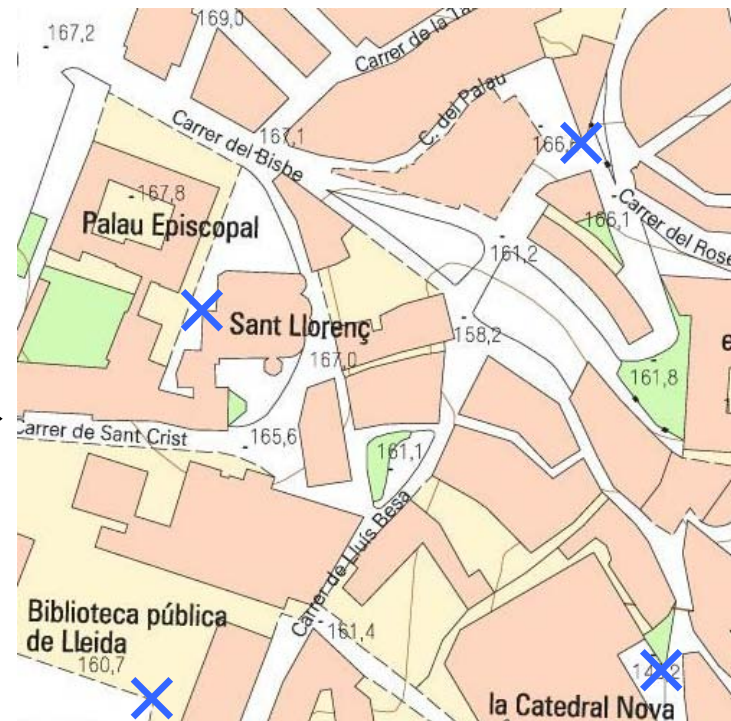 167,2
169,0
Carrer de la
C. del Palau
Carrer del Bisbe
167,1
167,8
Palau Episcopal
166,1
Carrer del Rose
161,2
158,2
Sant Llorenç
167,0
161,8
e
Carrer de Sant Crist
165,6
161,1
Carrer de Lluís Besa
161,4
Biblioteca pública
de Lleida
160,7
la Catedral Nova